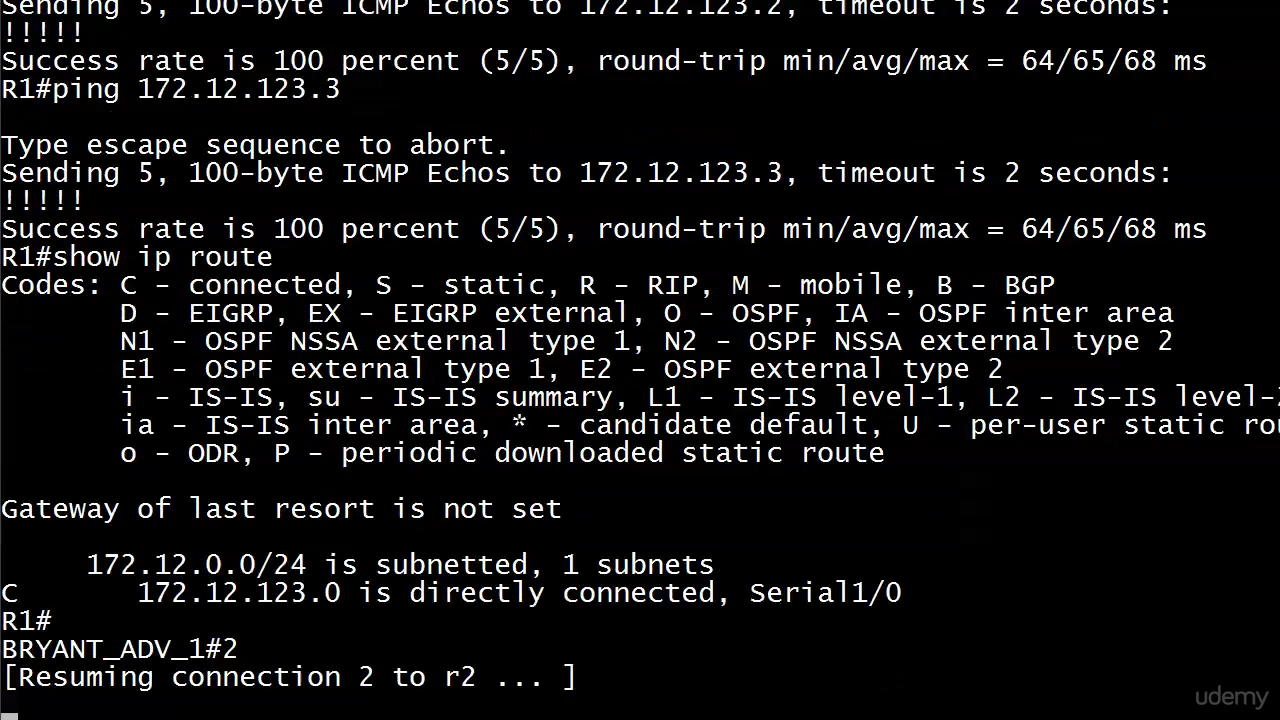 Sending 5, 100-byte ICMP Echos to 172.12.123.2, timeout is 2 seconds:
!!!!!
Success rate is 100 percent (5/5), round-trip min/avg/max = 64/65/68 ms
R1#ping 172.12.123.3
Type escape sequence to abort.
Sending 5, 100-byte ICMP Echos to 172.12.123.3, timeout is 2 seconds:
!!!!!
Success rate is 100 percent (5/5), round-trip min/avg/max = 64/65/68 ms
R1#show ip route
Codes: C - connected, S - static, R - RIP, M - mobile, B - BGP
D - EIGRP, EX - EIGRP external, O - OSPF, IA - OSPF inter area
N1 - OSPF NSSA external type 1, N2 - OSPF NSSA external type 2
E1 - OSPF external type 1, E2 - OSPF external type 2
i - IS-IS, su - IS-IS summary, L1 - IS-IS level-1, L2 - IS-IS level-2
ia - IS-IS inter area, * - candidate default, U - per-user static rou
o - ODR, P - periodic downloaded static route
Gateway of last resort is not set
172.12.0.0/24 is subnetted, 1 subnets
C 172.12.123.0 is directly connected, Serial1/0
R1#
BRYANT_ADV_1#2
[Resuming connection 2 to r2 ... ]
udemy